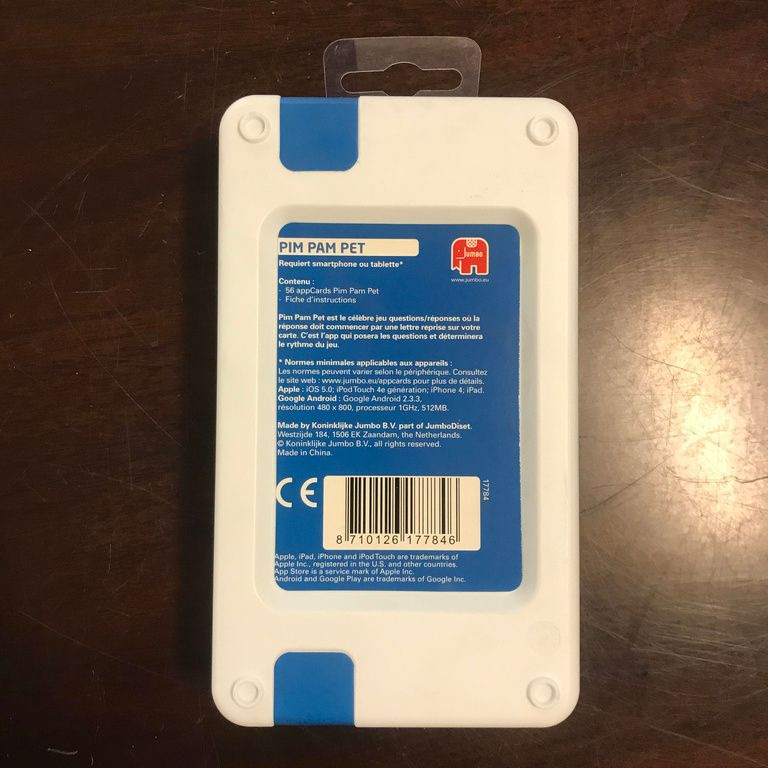 PIM PAM PET
Jumbo
www.jumbo.eu
Requiert smartphone ou tablette*
Contenu :
- 56 appCards Pim Pam Pet
- Fiche d'instructions
Pim Pam Pet est le célèbre jeu questions/réponses où la
réponse doit commencer par une lettre reprise sur votre
carte. C'est l'app qui posera les questions et déterminera
le rythme du jeu.
* Normes minimales applicables aux appareils :
Les normes peuvent varier selon le périphérique. Consultez
le site web : www.jumbo.eu/appcards pour plus de détails.
Apple : iOS 5.0; iPod Touch 4e génération; iPhone 4; iPad.
Google Android : Google Android 2.3.3,
résolution 480 x 800, processeur 1GHz, 512MB.
Made by Koninklijke Jumbo B.V. part of JumboDiset.
Westzijde 184, 1506 EK Zaandam, the Netherlands.
© Koninklijke Jumbo B.V., all rights reserved.
Made in China.
CE
17784
8 710126 177846
Apple, iPad, iPhone and iPod Touch are trademarks of
Apple Inc., registered in the U.S. and other countries.
App Store is a service mark of Apple Inc.
Android and Google Play are trademarks of Google Inc.